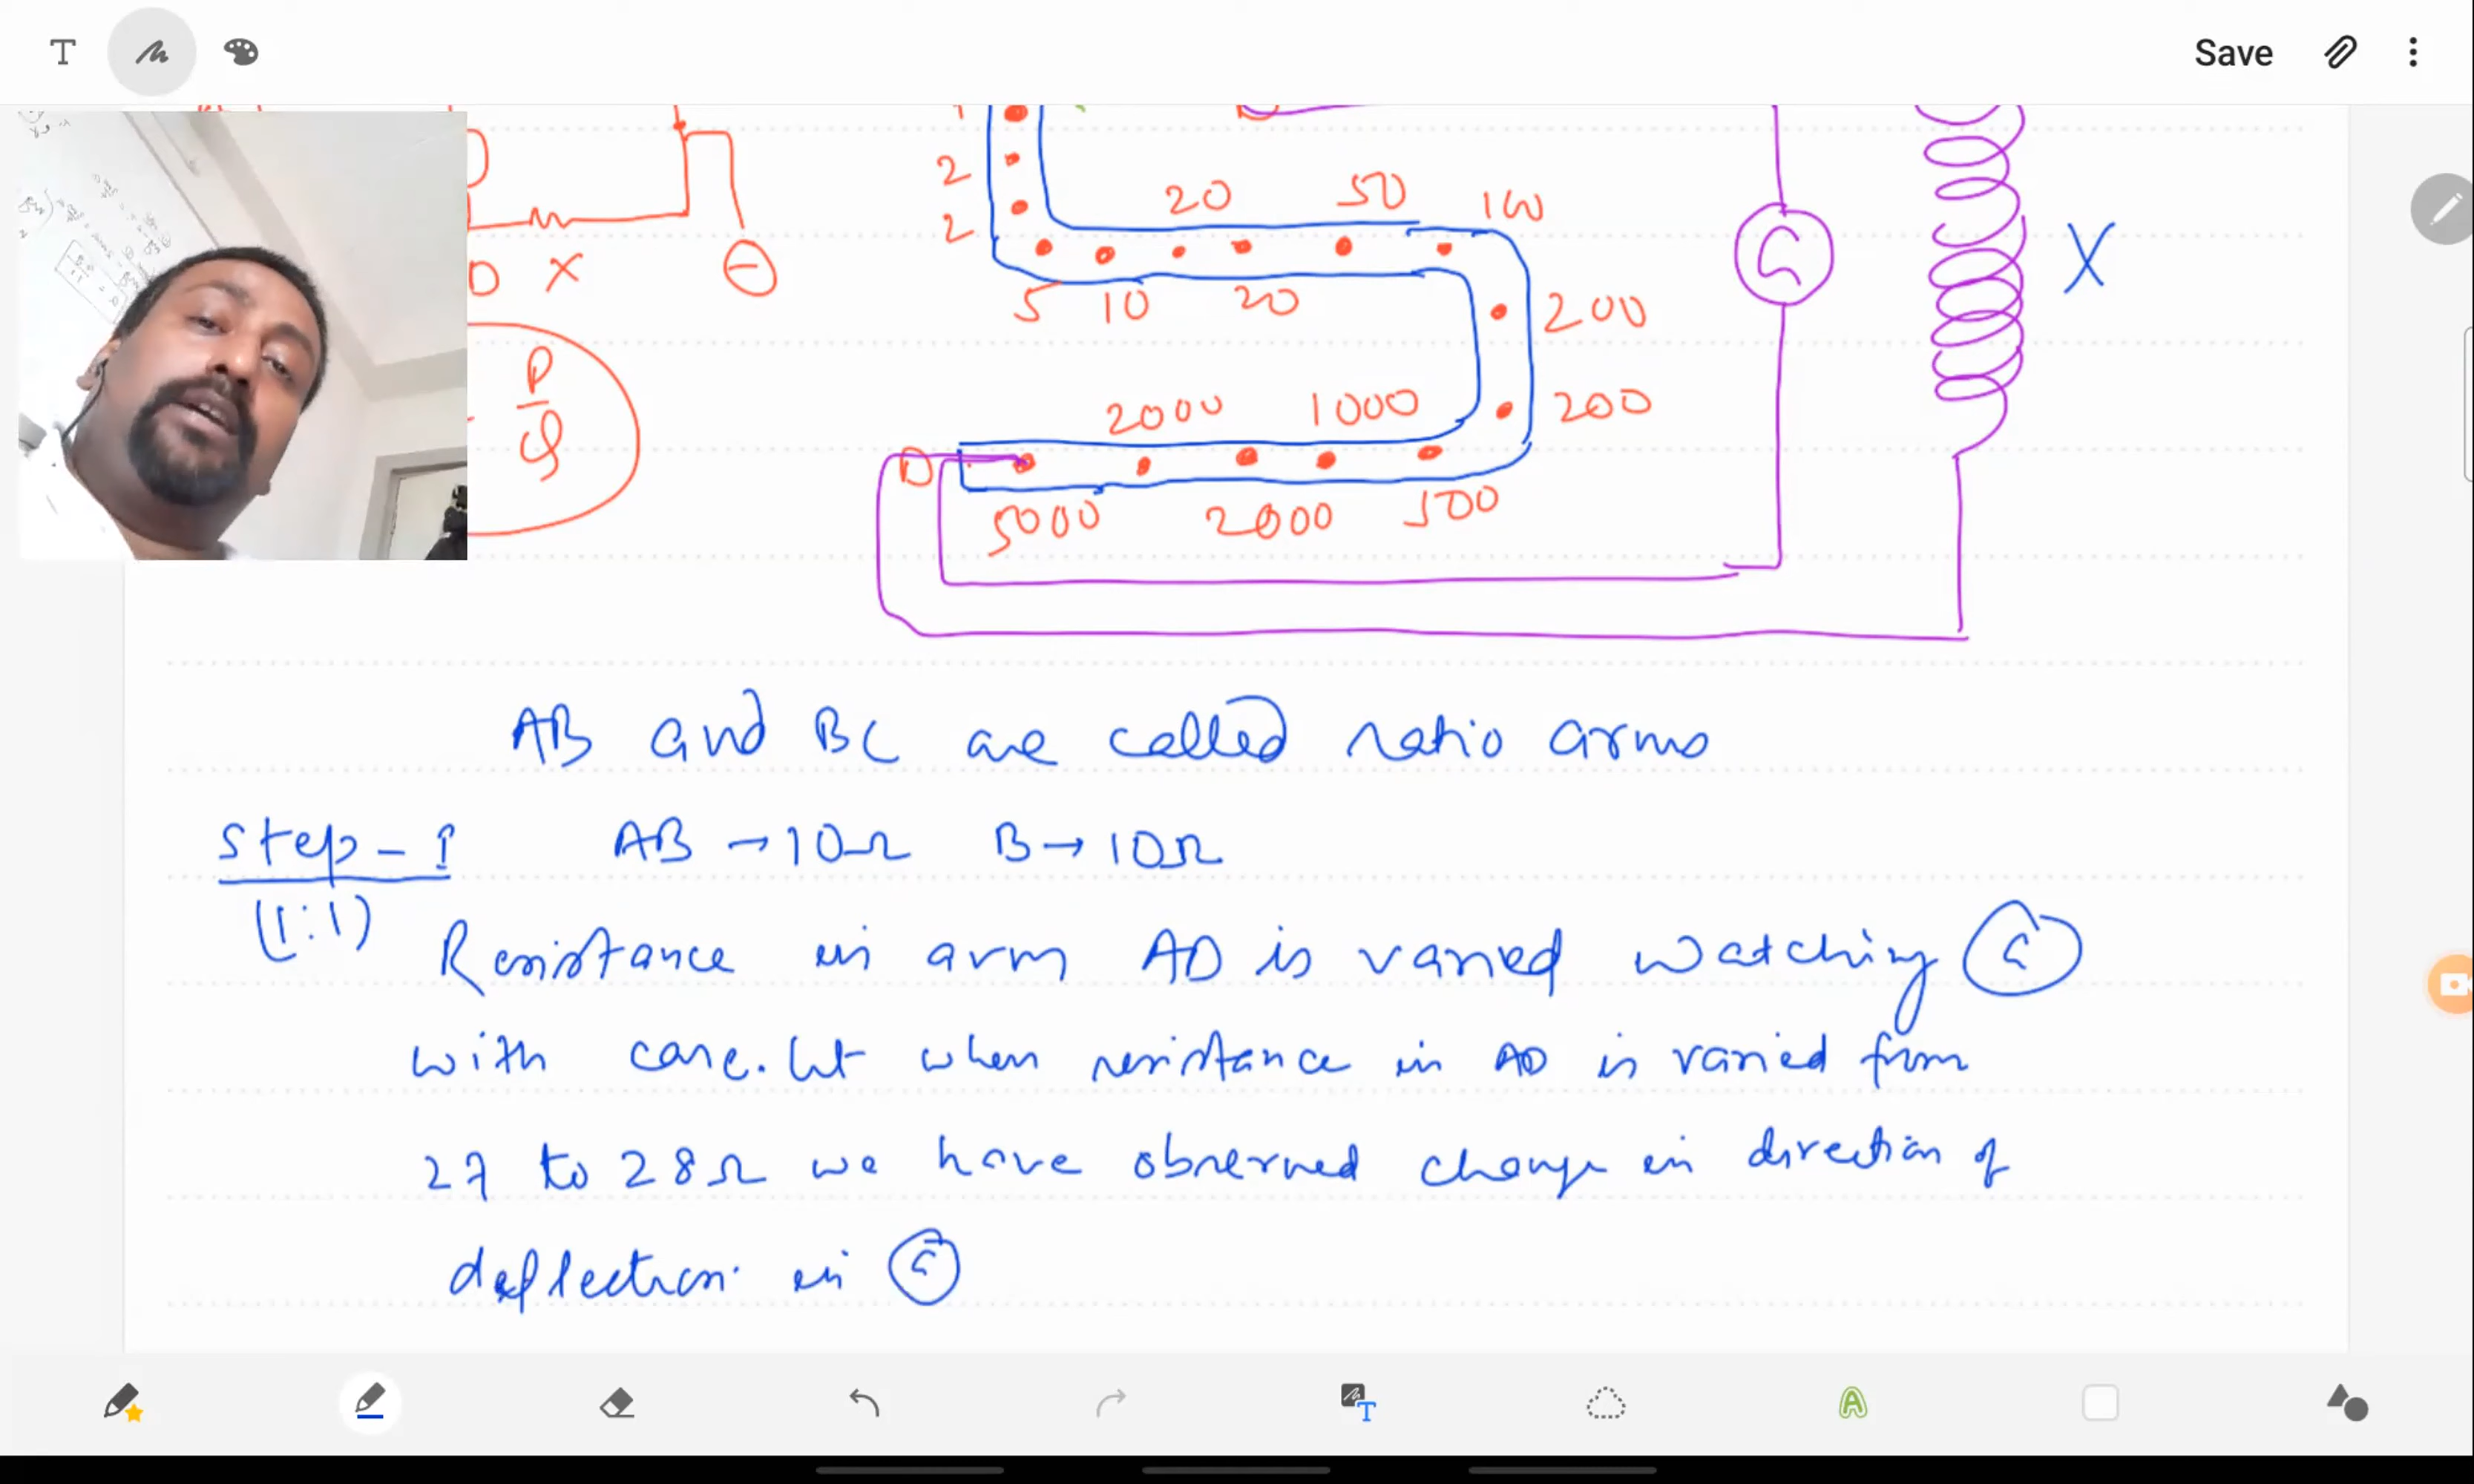 T
Save
2
20
50
100
2
X
D X
5 10 20
200
P
Q
2000 1000
200
D
5000 2000 500
G
X
AB and BC are called ratio arms
Step - 1 AB → 10Ω B → 10Ω
(1:1)
Resistance in arm AD is varied watching G
with care. let when resistance in AD is varied from
27 to 28Ω we have observed change in direction of
deflection in G
T
A